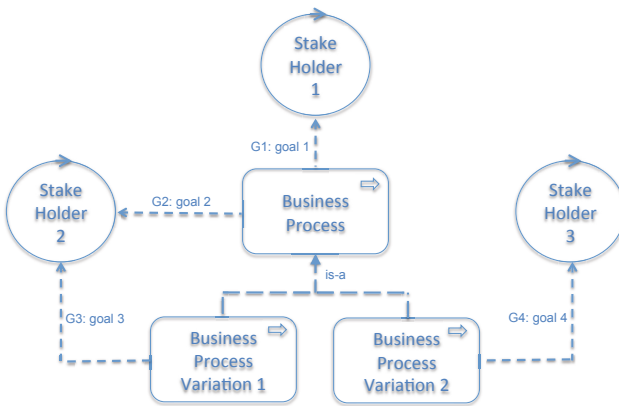 Stake
Holder
1
G1: goal 1
Stake
Holder
2
G2: goal 2
Business
Process
Stake
Holder
3
is-a
G3: goal 3
G4: goal 4
Business
Process
Variation 1
Business
Process
Variation 2